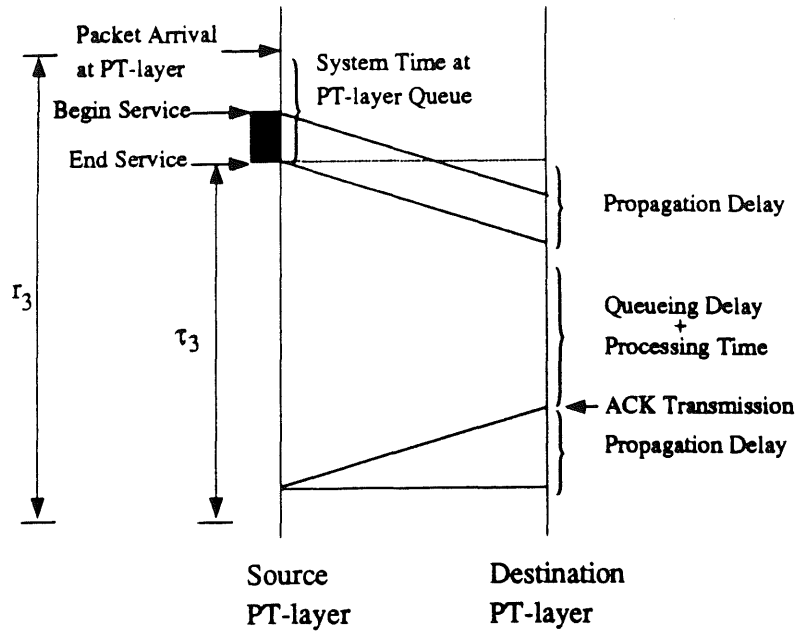 Packet Arrival
at PT-layer
System Time at
PT-layer Queue
Begin Service
End Service
Propagation Delay
r3
τ3
Queueing Delay
+
Processing Time
ACK Transmission
Propagation Delay
Source
PT-layer
Destination
PT-layer